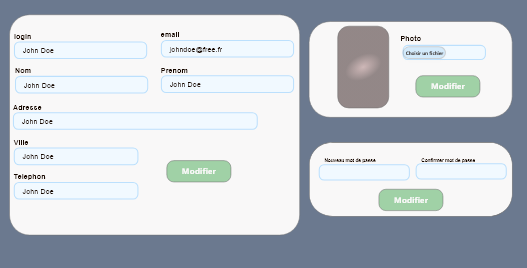 login
email
John Doe
johndoe@free.fr
Nom
Prenom
John Doe
John Doe
Adresse
John Doe
Ville
John Doe
Modifier
Telephon
John Doe
Photo
Choisir un fichier
Modifier
Nouveau mot de passe
Confirmer mot de passe
Modifier